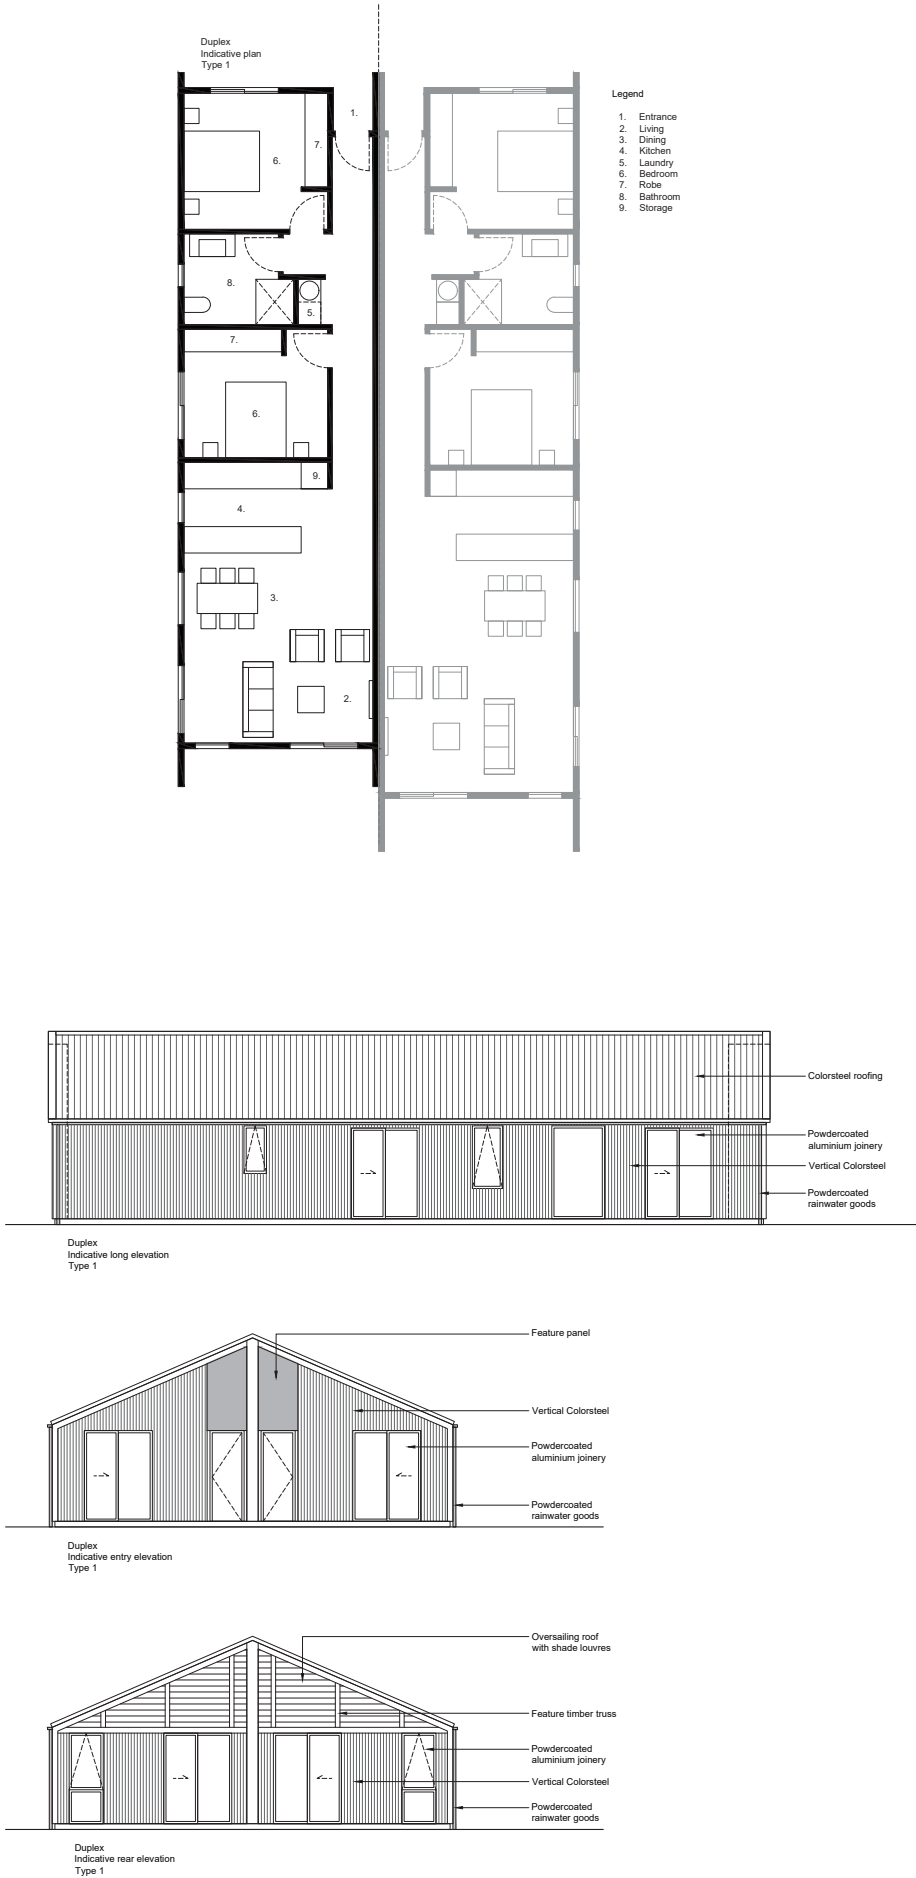 Duplex
Indicative plan
Type 1
Legend
1. Entrance
2. Living
3. Dining
4. Kitchen
5. Laundry
6. Bedroom
7. Robe
8. Bathroom
9. Storage
1.
7.
6.
8.
5.
7.
6.
9.
4.
3.
2.
Colorsteel roofing
Powdercoated
aluminium joinery
Vertical Colorsteel
Powdercoated
rainwater goods
Duplex
Indicative long elevation
Type 1
Feature panel
Vertical Colorsteel
Powdercoated
aluminium joinery
Powdercoated
rainwater goods
Duplex
Indicative entry elevation
Type 1
Oversailing roof
with shade louvres
Feature timber truss
Powdercoated
aluminium joinery
Vertical Colorsteel
Powdercoated
rainwater goods
Duplex
Indicative rear elevation
Type 1